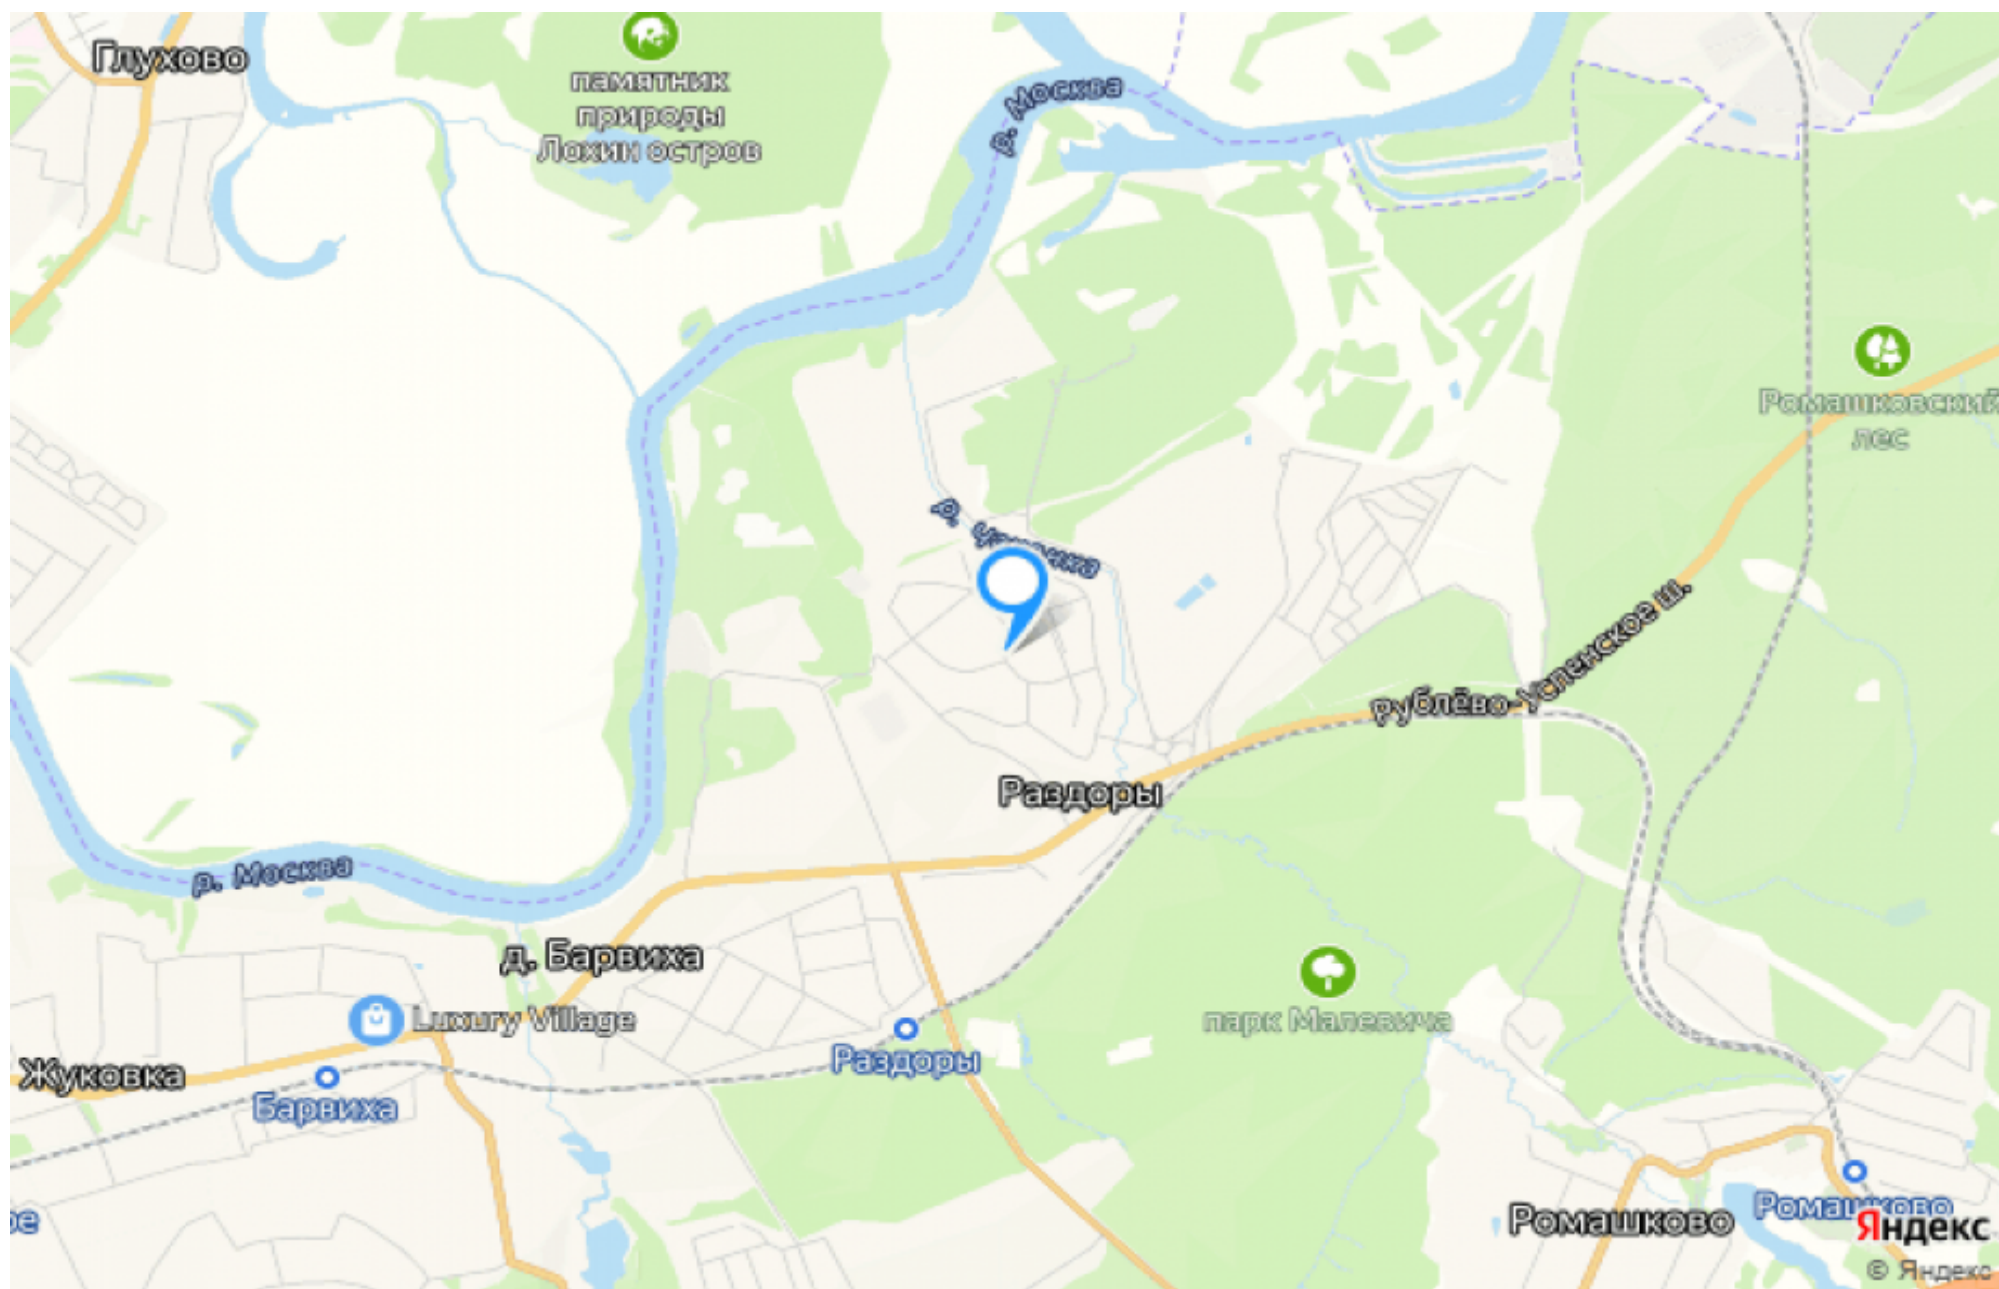 Глухово
памятник
природы
Лохин остров
р. Москва
Ромашковский
лес
р.
Рублёво-Успенское ш.
Раздоры
р. Москва
д. Барвиха
Luxury Village
парк Малевича
Раздоры
Жуковка
Барвиха
Ромашково
Ромашково
Яндекс
© Яндекс